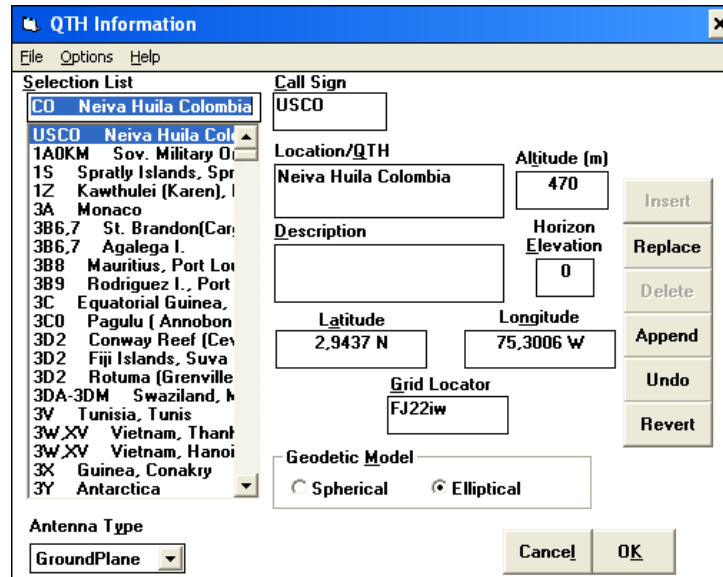 QTH Information
File Options Help
Selection List
CO Neiva Huila Colombia
USCO Neiva Huila Col
1A0KM Sov. Military O
1S Spratly Islands, Spr
1Z Kawthulei (Karen),
3A Monaco
3B6,7 St. Brandon(Car
3B6,7 Agalega I.
3B8 Mauritius, Port Lou
3B9 Rodriguez I., Port
3C Equatorial Guinea,
3C0 Pagulu ( Annobon
3D2 Conway Reef (Cev
3D2 Fiji Islands, Suva
3D2 Rotuma (Grenville
3DA-3DM Swaziland, M
3V Tunisia, Tunis
3W,XV Vietnam, Thanh
3W,XV Vietnam, Hanoi
3X Guinea, Conakry
3Y Antarctica
Antenna Type
GroundPlane
Call Sign
USCO
Location/QTH
Neiva Huila Colombia
Altitude (m)
470
Description
Horizon
Elevation
0
Latitude
2,9437 N
Longitude
75,3006 W
Grid Locator
FJ22iw
Geodetic Model
Spherical
Elliptical
Insert
Replace
Delete
Append
Undo
Revert
Cancel
OK